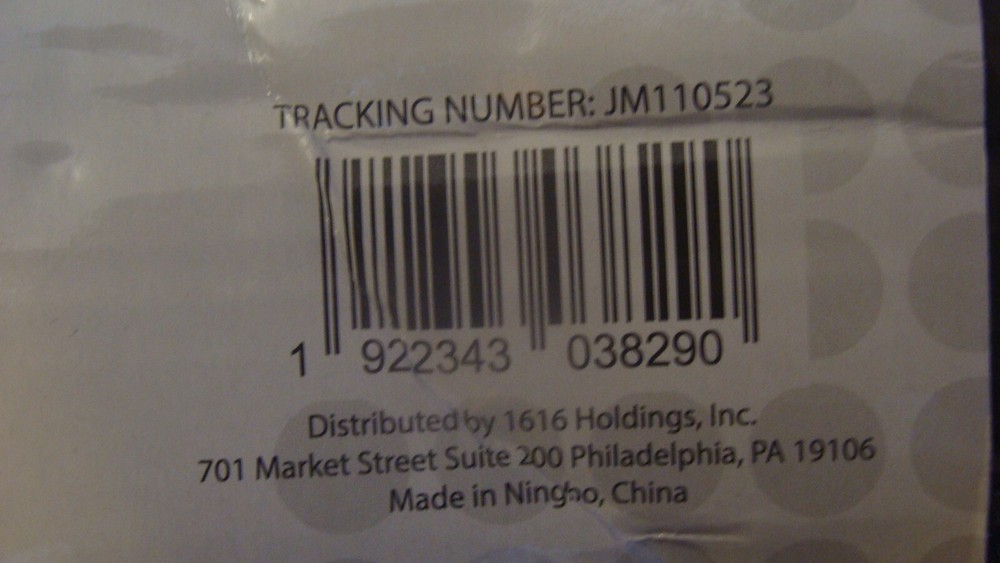 TRACKING NUMBER: JM110523
1 922343 038290
Distributed by 1616 Holdings, Inc.
701 Market Street Suite 200 Philadelphia, PA 19106
Made in Ningbo, China